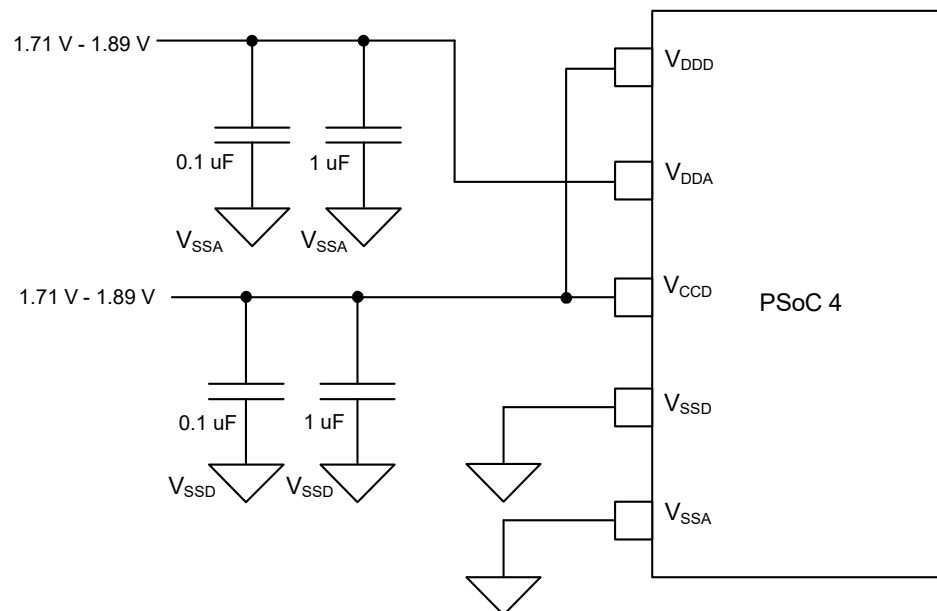 1.71 V - 1.89 V
V_DDD
0.1 uF
1 uF
V_DDA
V_SSA
V_SSA
1.71 V - 1.89 V
V_CCD
PSoC 4
0.1 uF
1 uF
V_SSD
V_SSD
V_SSD
V_SSA